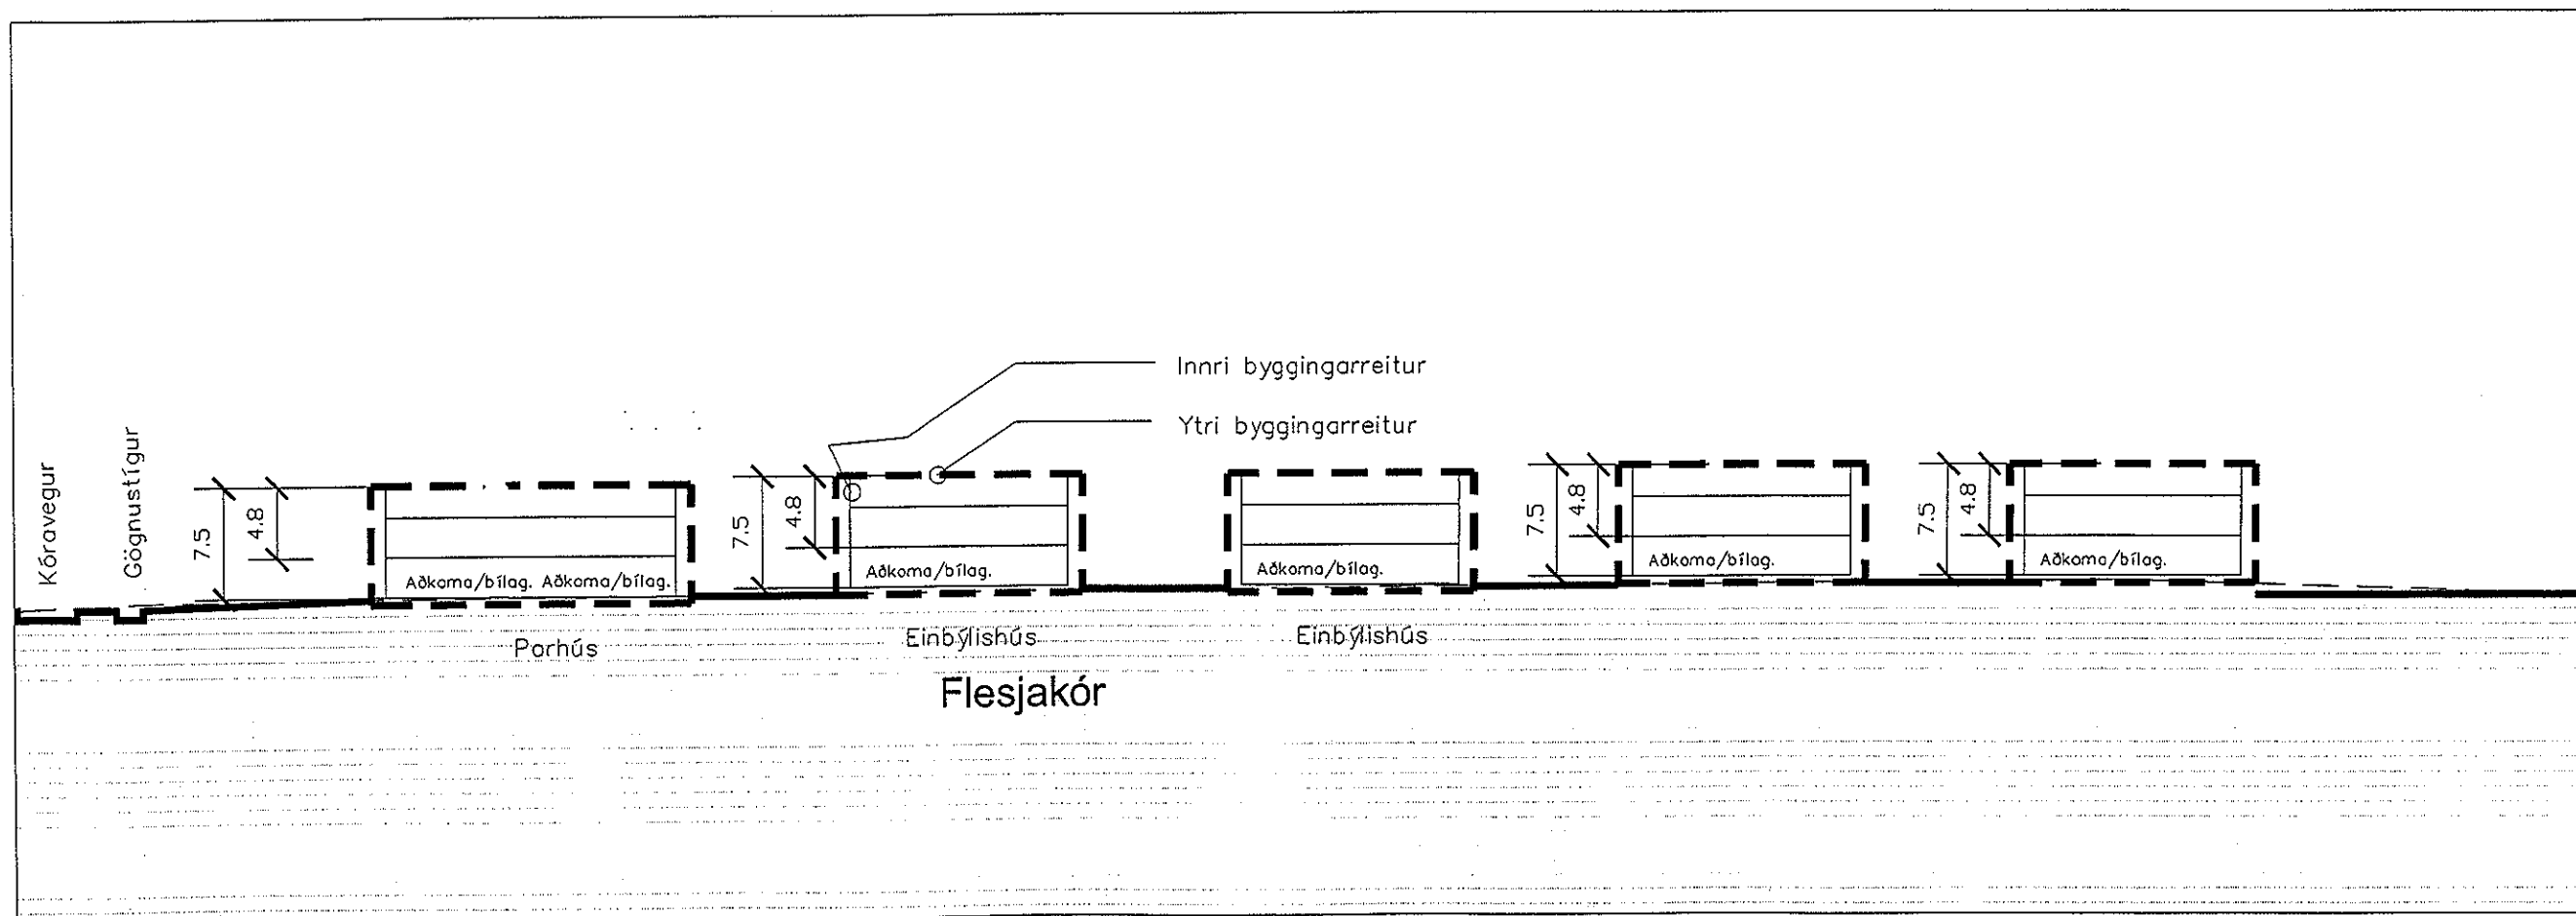 Innri byggingarreitur
Ytri byggingarreitur
Kóravegur
Gögnustígur
7.5
4.8
7.5
4.8
7.5
4.8
7.5
4.8
Aðkoma/bílag. Aðkoma/bílag.
Aðkoma/bílag.
Aðkoma/bílag.
Aðkoma/bílag.
Aðkoma/bílag.
Parhús
Einbýlishús
Einbýlishús
Flesjakór